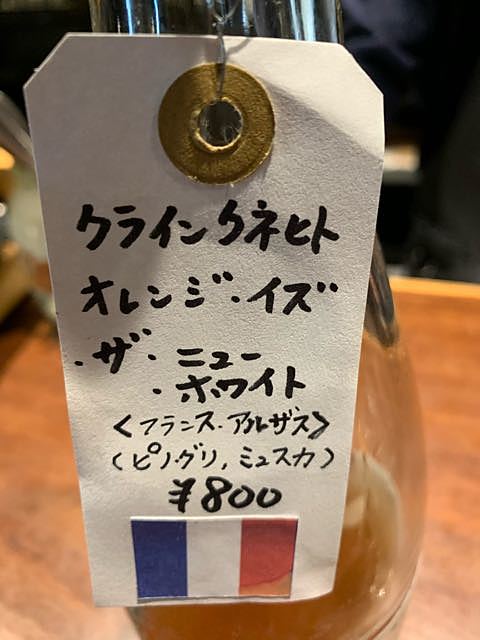 クラインクネヒト
オレンジ・イズ
・ザ・ニュー
・ホワイト
<フランス・アルザス>
(ピノグリ,ミュスカ)
¥800